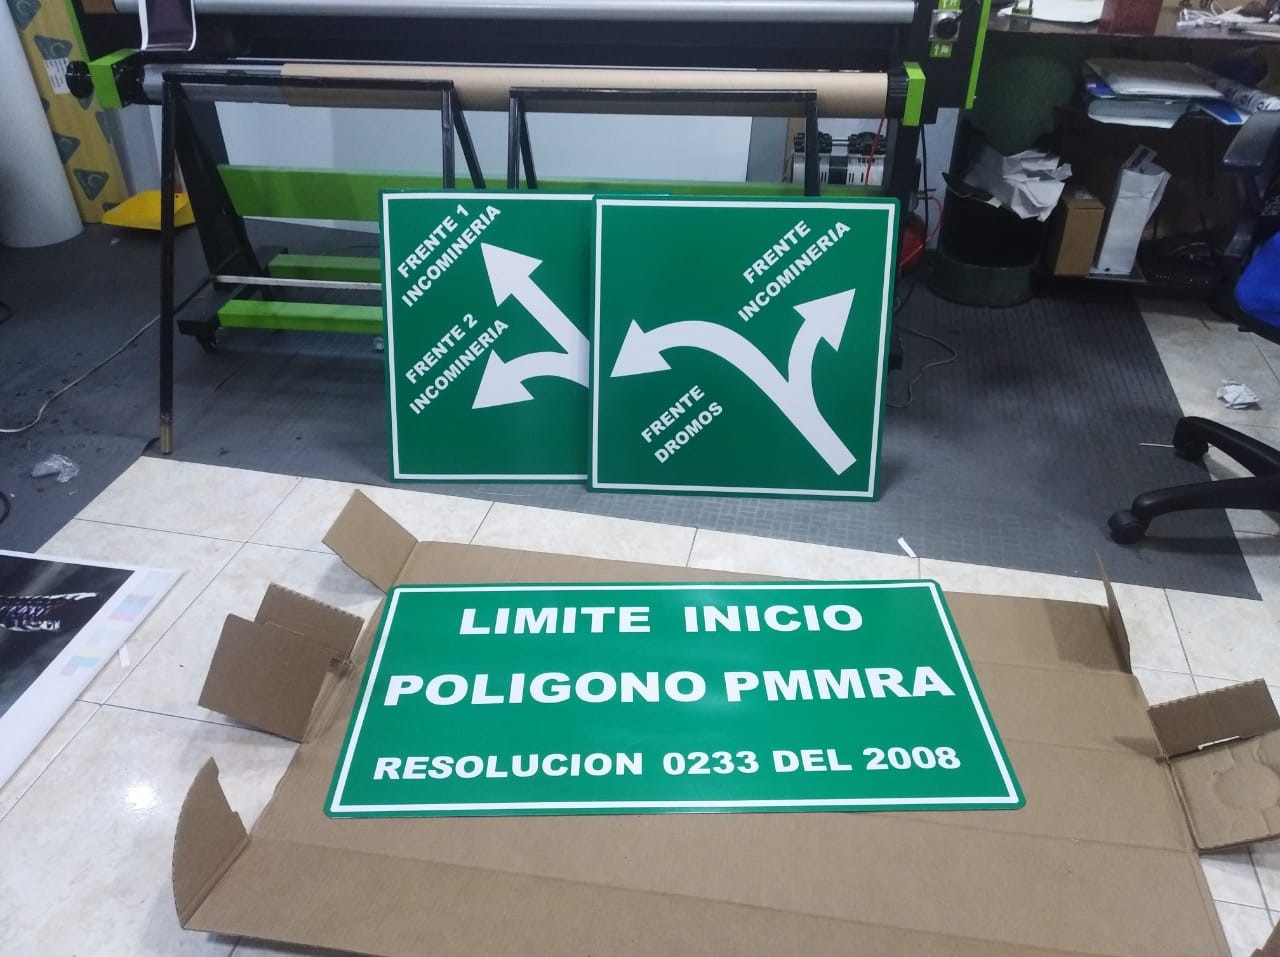 FRENTE 1
INCOMINERIA
FRENTE 2
INCOMINERIA
FRENTE
INCOMINERIA
FRENTE
DROMOS
LIMITE INICIO
POLIGONO PMMRA
RESOLUCION 0233 DEL 2008